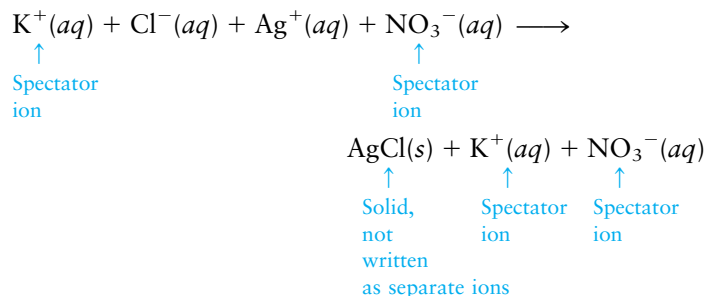 K⁺(aq) + Cl⁻(aq) + Ag⁺(aq) + NO₃⁻(aq) ⟶
↑ ↑
Spectator Spectator
ion ion
AgCl(s) + K⁺(aq) + NO₃⁻(aq)
↑ ↑ ↑
Solid, Spectator Spectator
not ion ion
written
as separate ions